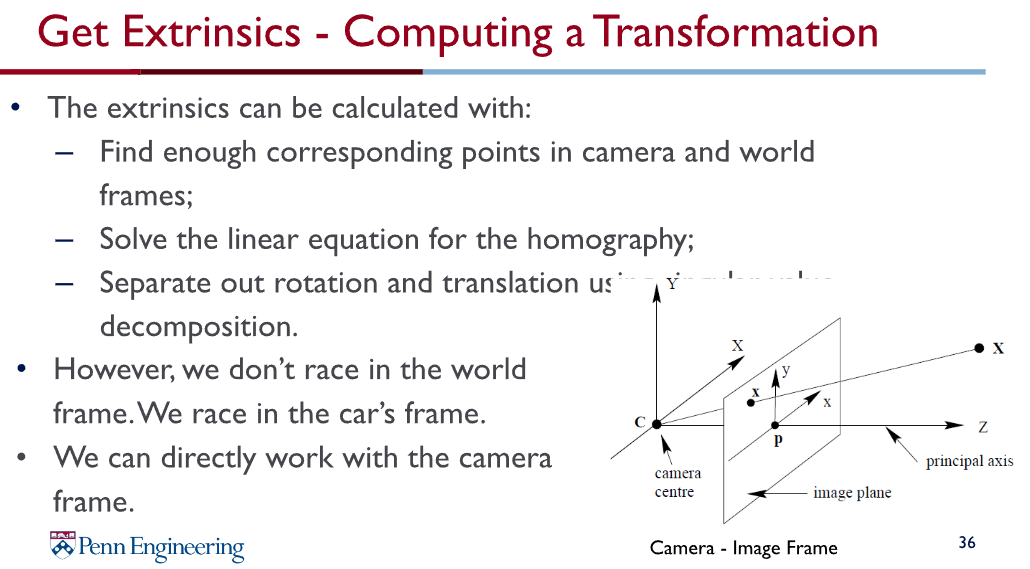 Get Extrinsics - Computing a Transformation
• The extrinsics can be calculated with:
– Find enough corresponding points in camera and world
frames;
– Solve the linear equation for the homography;
– Separate out rotation and translation
decomposition.
• However, we don't race in the world
frame. We race in the car's frame.
• We can directly work with the camera
frame.
Y
X
X
y
x
x
C
Z
p
principal axis
camera
centre
image plane
Penn Engineering
Camera - Image Frame
36